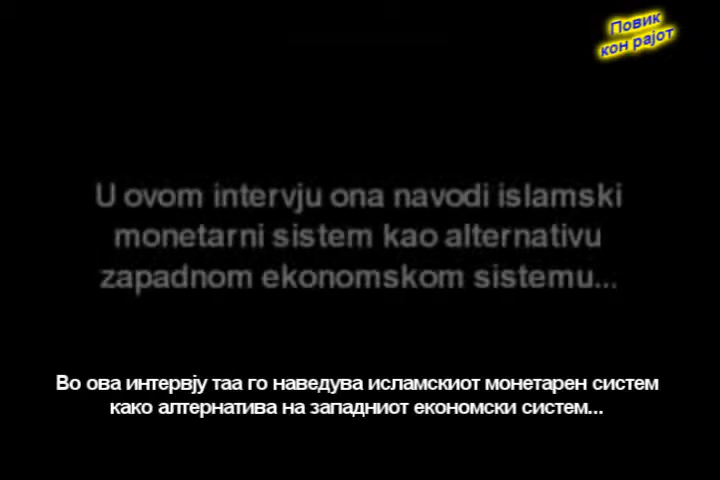 Повик
кон рајот
U ovom intervju ona navodi islamski
monetarni sistem kao alternativu
zapadnom ekonomskom sistemu...
Во ова интервју таа го наведува исламскиот монетарен систем
како алтернатива на западниот економски систем...